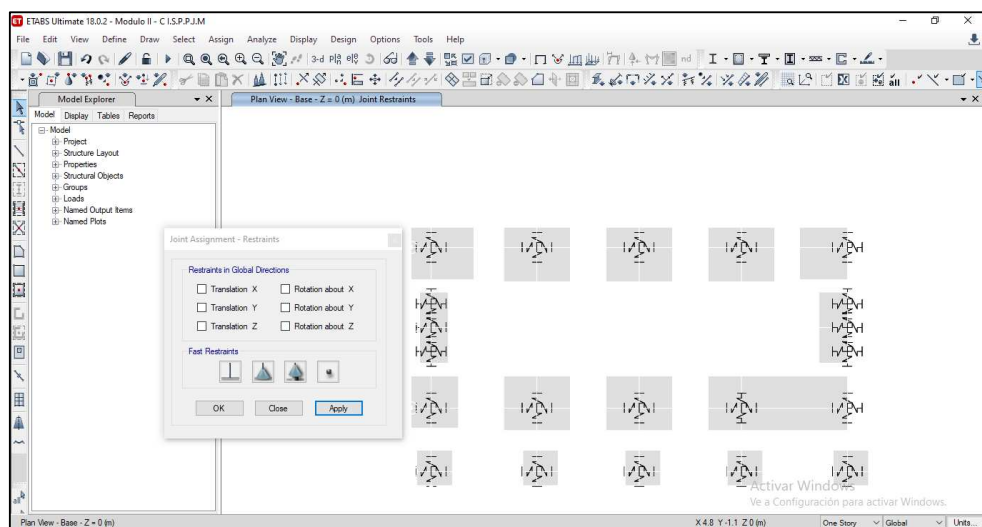 ETABS Ultimate 18.0.2 - Modulo II - C I.S.P.P.J.M
File Edit View Define Draw Select Assign Analyze Display Design Options Tools Help
3-d
nd
all
Model Explorer
Plan View - Base - Z = 0 (m) Joint Restraints
Model Display Tables Reports
Model
Project
Structure Layout
Properties
Structural Objects
Groups
Loads
Named Output Items
Named Plots
Joint Assignment - Restraints
Restraints in Global Directions
Translation X Rotation about X
Translation Y Rotation about Y
Translation Z Rotation about Z
Fast Restraints
OK Close Apply
Activar Windows
Ve a Configuración para activar Windows.
Plan View - Base - Z = 0 (m) X 4.8 Y -1.1 Z 0 (m) One Story Global Units...